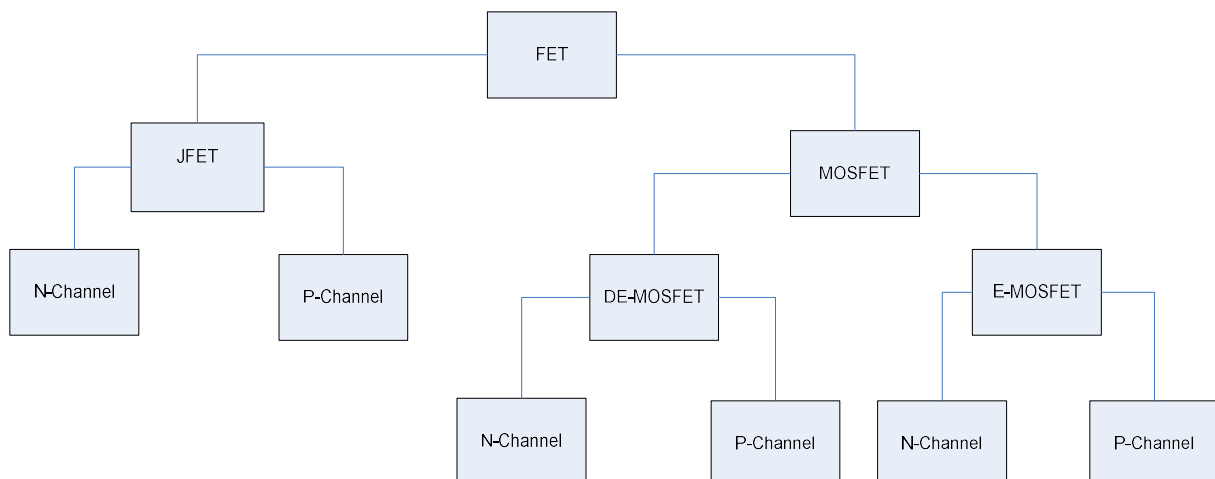 FET
JFET
MOSFET
N-Channel
P-Channel
DE-MOSFET
E-MOSFET
N-Channel
P-Channel
N-Channel
P-Channel